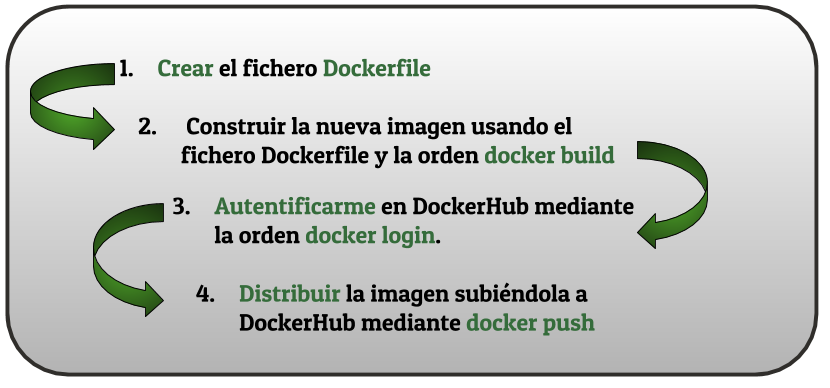 1. Crear el fichero Dockerfile
2. Construir la nueva imagen usando el
fichero Dockerfile y la orden docker build
3. Autentificarme en DockerHub mediante
la orden docker login.
4. Distribuir la imagen subiéndola a
DockerHub mediante docker push